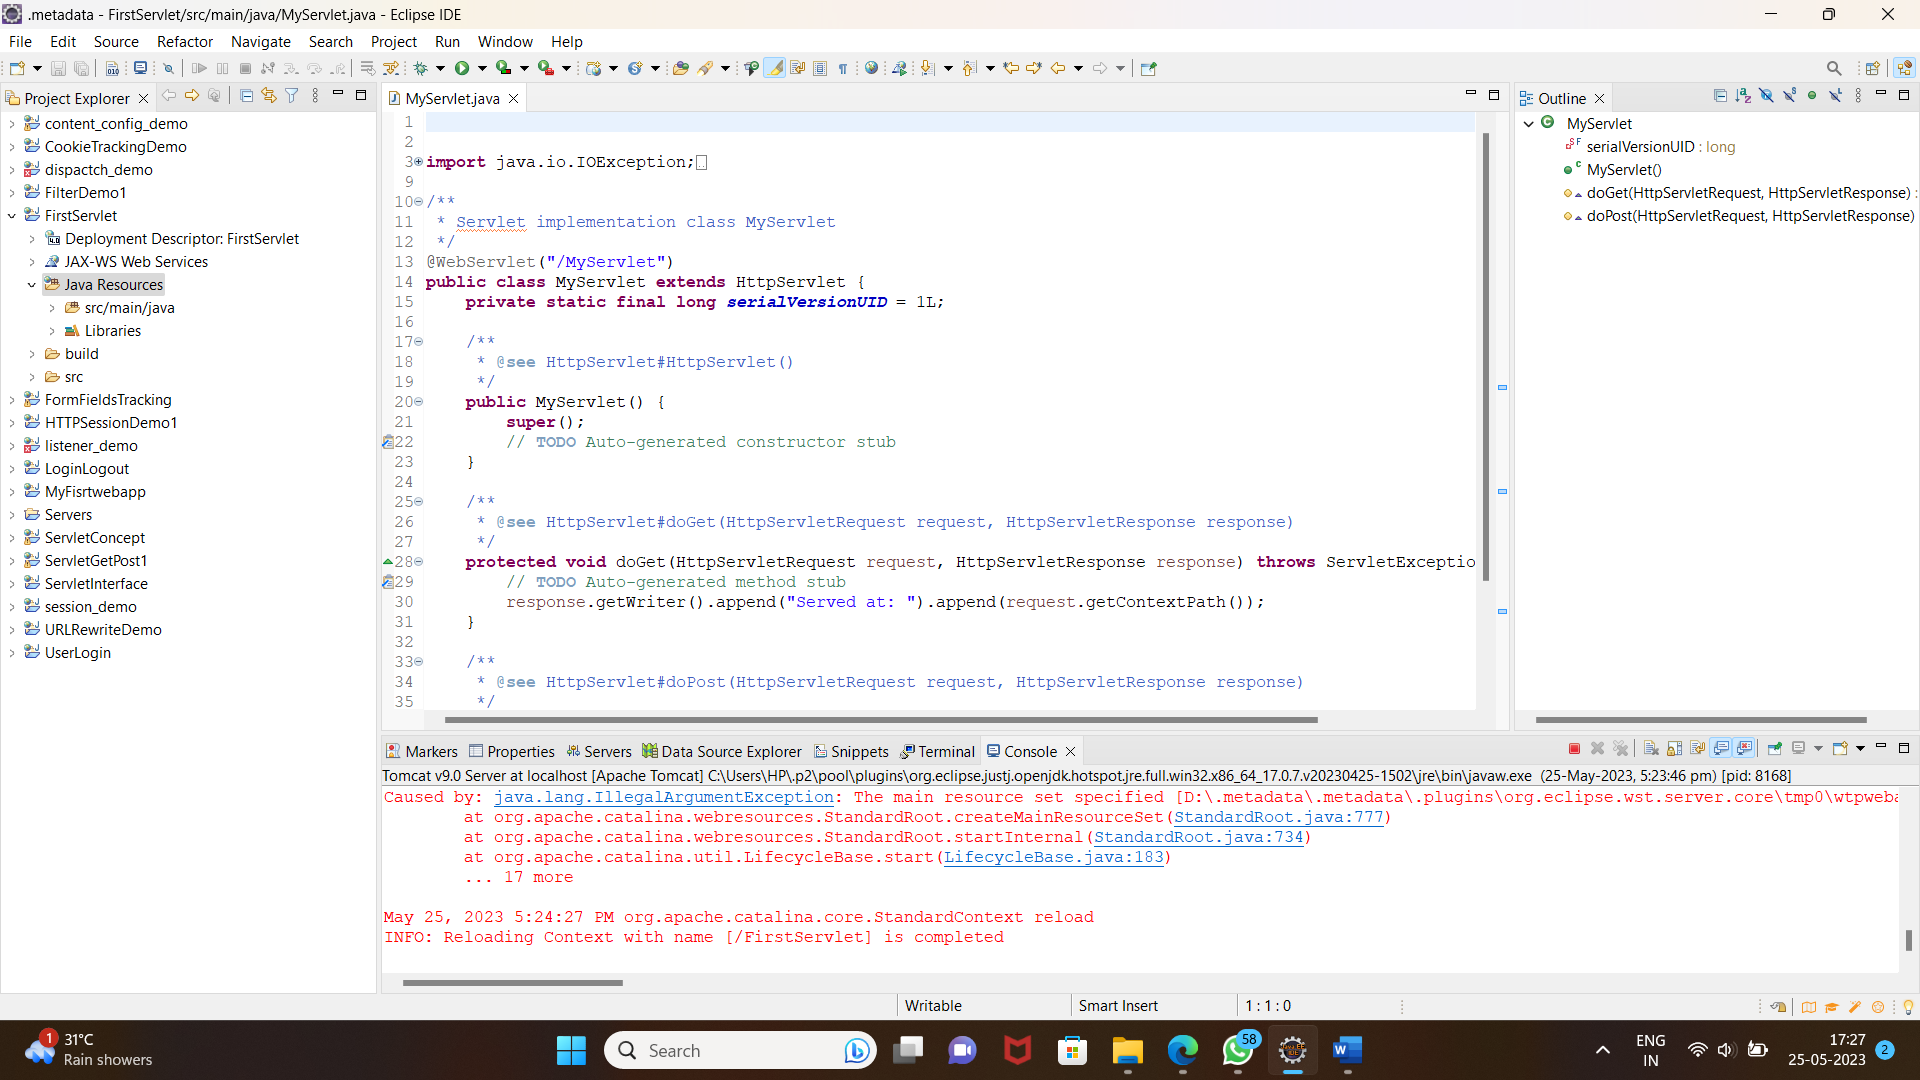 .metadata - FirstServlet/src/main/java/MyServlet.java - Eclipse IDE
File Edit Source Refactor Navigate Search Project Run Window Help
Project Explorer
content_config_demo
CookieTrackingDemo
dispactch_demo
FilterDemo1
FirstServlet
Deployment Descriptor: FirstServlet
JAX-WS Web Services
Java Resources
src/main/java
Libraries
build
src
FormFieldsTracking
HTTPSessionDemo1
listener_demo
LoginLogout
MyFisrtwebapp
Servers
ServletConcept
ServletGetPost1
ServletInterface
session_demo
URLRewriteDemo
UserLogin
MyServlet.java
1
2
3 import java.io.IOException;
9
10 /**
11 * Servlet implementation class MyServlet
12 */
13 @WebServlet("/MyServlet")
14 public class MyServlet extends HttpServlet {
15 private static final long serialVersionUID = 1L;
16
17 /**
18 * @see HttpServlet#HttpServlet()
19 */
20 public MyServlet() {
21 super();
22 // TODO Auto-generated constructor stub
23 }
24
25 /**
26 * @see HttpServlet#doGet(HttpServletRequest request, HttpServletResponse response)
27 */
28 protected void doGet(HttpServletRequest request, HttpServletResponse response) throws ServletExceptio
29 // TODO Auto-generated method stub
30 response.getWriter().append("Served at: ").append(request.getContextPath());
31 }
32
33 /**
34 * @see HttpServlet#doPost(HttpServletRequest request, HttpServletResponse response)
35 */
Outline
MyServlet
serialVersionUID : long
MyServlet()
doGet(HttpServletRequest, HttpServletResponse) :
doPost(HttpServletRequest, HttpServletResponse)
Markers Properties Servers Data Source Explorer Snippets Terminal Console
Tomcat v9.0 Server at localhost [Apache Tomcat] C:\Users\HP\.p2\pool\plugins\org.eclipse.justj.openjdk.hotspot.jre.full.win32.x86_64_17.0.7.v20230425-1502\jre\bin\javaw.exe (25-May-2023, 5:23:46 pm) [pid: 8168]
Caused by: java.lang.IllegalArgumentException: The main resource set specified [D:\.metadata\.metadata\.plugins\org.eclipse.wst.server.core\tmp0\wtpweba
at org.apache.catalina.webresources.StandardRoot.createMainResourceSet(StandardRoot.java:777)
at org.apache.catalina.webresources.StandardRoot.startInternal(StandardRoot.java:734)
at org.apache.catalina.util.LifecycleBase.start(LifecycleBase.java:183)
... 17 more
May 25, 2023 5:24:27 PM org.apache.catalina.core.StandardContext reload
INFO: Reloading Context with name [/FirstServlet] is completed
Writable Smart Insert 1 : 1 : 0
1
31°C
Rain showers
Search
58
ENG
IN
17:27
25-05-2023
2